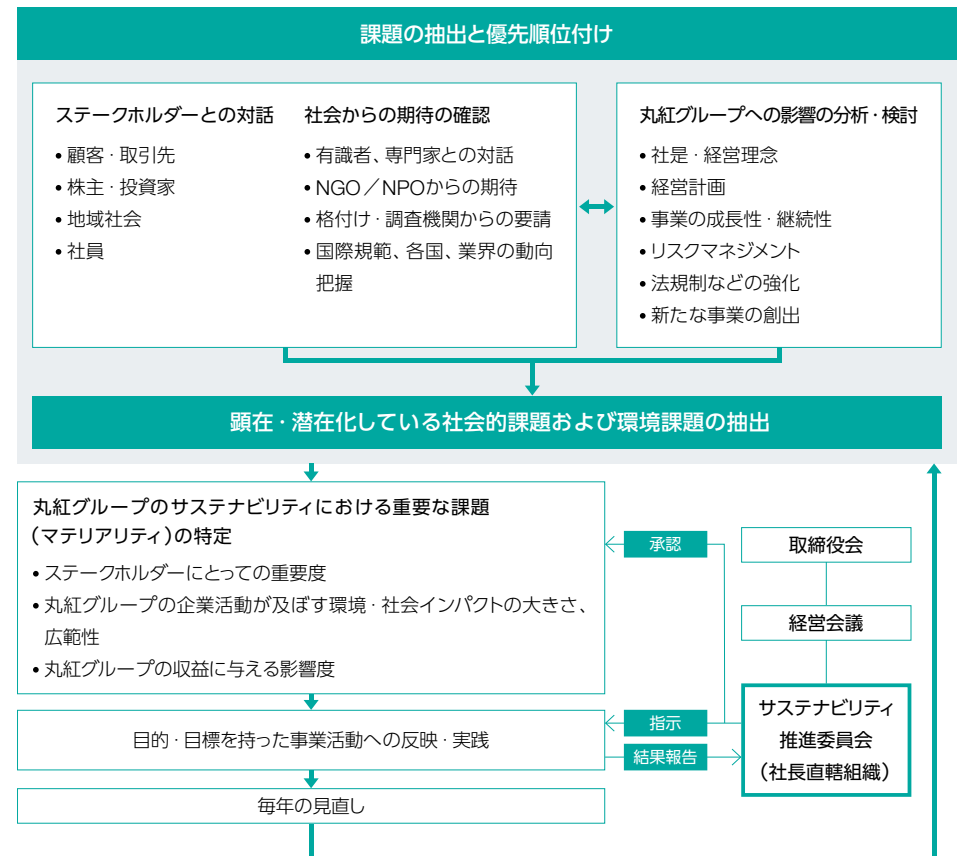 課題の抽出と優先順位付け
ステークホルダーとの対話
• 顧客・取引先
• 株主・投資家
• 地域社会
• 社員
社会からの期待の確認
• 有識者、専門家との対話
• NGO／NPOからの期待
• 格付け・調査機関からの要請
• 国際規範、各国、業界の動向
把握
丸紅グループへの影響の分析・検討
• 社是・経営理念
• 経営計画
• 事業の成長性・継続性
• リスクマネジメント
• 法規制などの強化
• 新たな事業の創出
顕在・潜在化している社会的課題および環境課題の抽出
丸紅グループのサステナビリティにおける重要な課題
（マテリアリティ）の特定
• ステークホルダーにとっての重要度
• 丸紅グループの企業活動が及ぼす環境・社会インパクトの大きさ、
広範性
• 丸紅グループの収益に与える影響度
承認
取締役会
経営会議
サステナビリティ
推進委員会
（社長直轄組織）
指示
結果報告
目的・目標を持った事業活動への反映・実践
毎年の見直し